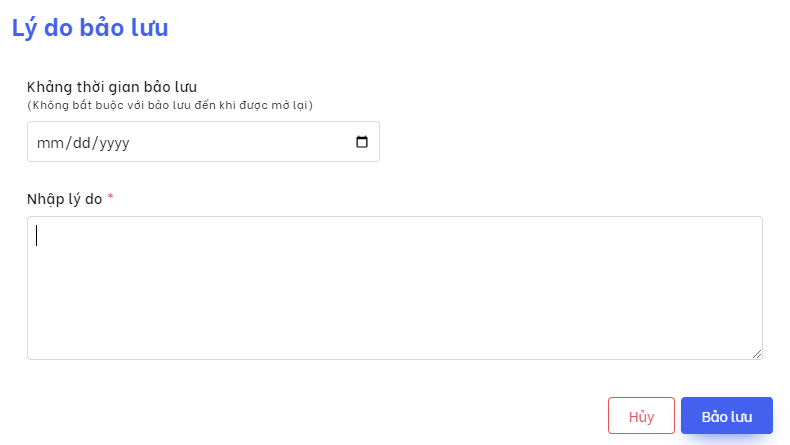 Lý do bảo lưu
Khảng thời gian bảo lưu
(Không bắt buộc với bảo lưu đến khi được mở lại)
mm/dd/yyyy
Nhập lý do *
Hủy
Bảo lưu